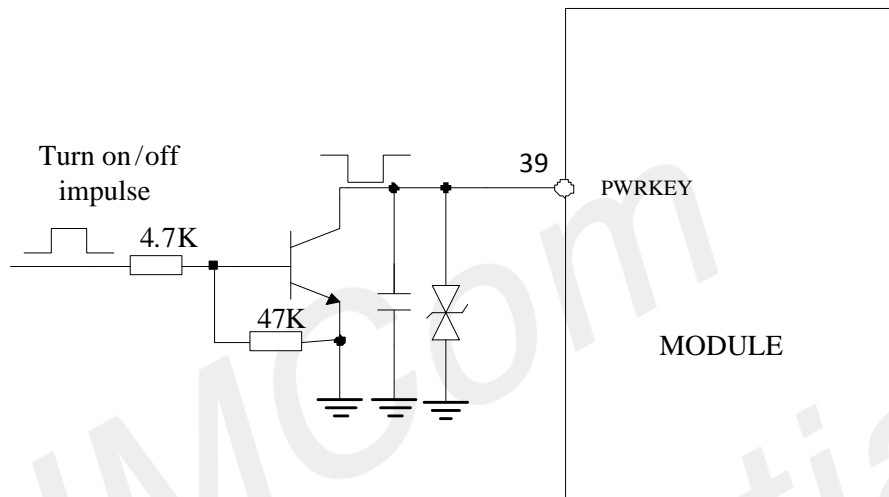 Turn on/off
impulse
4.7K
47K
39
PWRKEY
MODULE